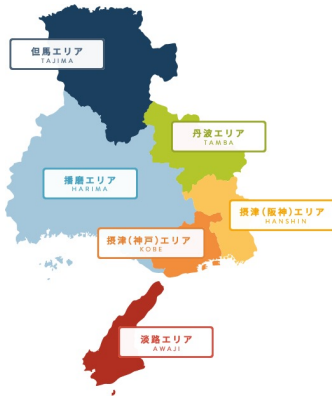 但馬エリア
TAJIMA
丹波エリア
TAMBA
播磨エリア
HARIMA
摂津(阪神)エリア
HANSHIN
摂津(神戸)エリア
KOBE
淡路エリア
AWAJI